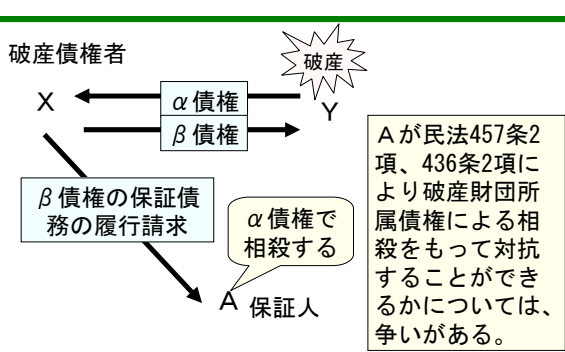 破産債権者
破産
X
α債権
Y
β債権
β債権の保証債
務の履行請求
α債権で
相殺する
A 保証人
Aが民法457条2
項、436条2項に
より破産財団所
属債権による相
殺をもって対抗
することができ
るかについては、
争いがある。